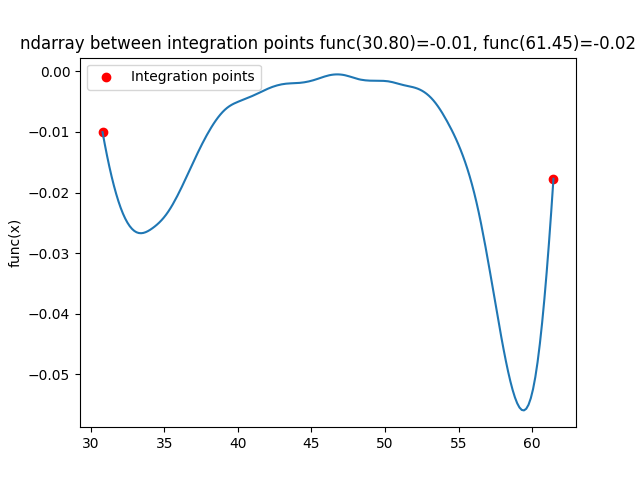 ndarray between integration points func(30.80)=-0.01, func(61.45)=-0.02
Integration points
func(x)
0.00
−0.01
−0.02
−0.03
−0.04
−0.05
30 35 40 45 50 55 60